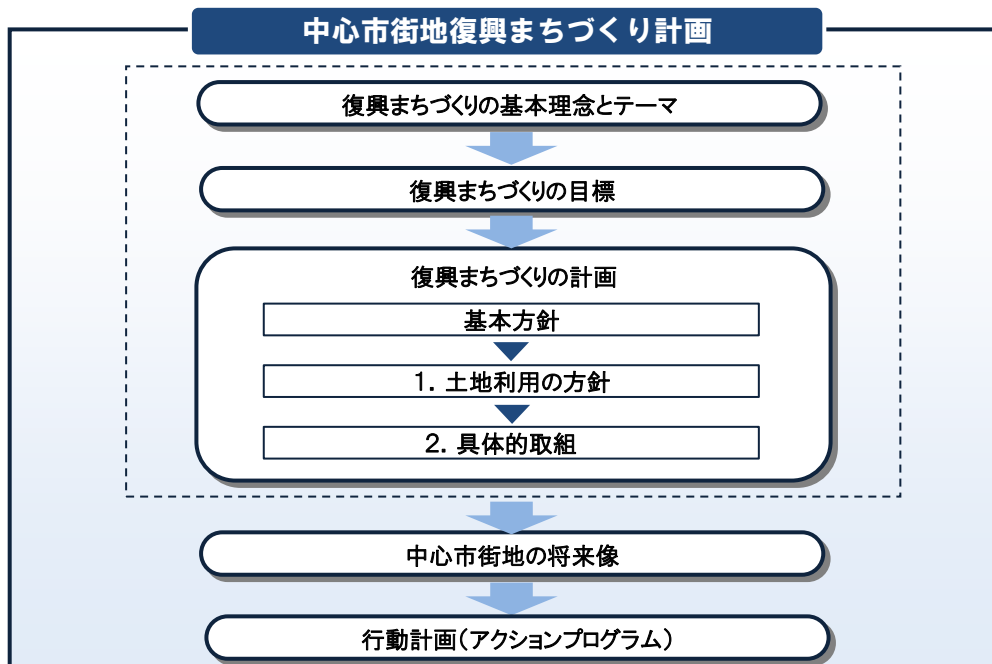 中心市街地復興まちづくり計画
復興まちづくりの基本理念とテーマ
復興まちづくりの目標
復興まちづくりの計画
基本方針
1．土地利用の方針
2．具体的取組
中心市街地の将来像
行動計画（アクションプログラム）